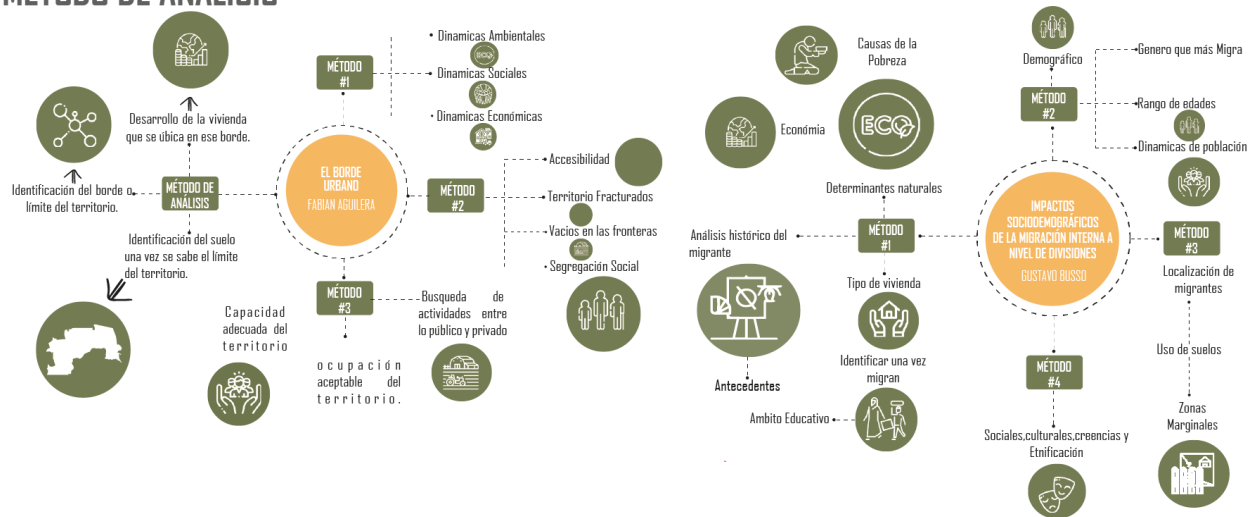 MÉTODO DE ANÁLISIS
Desarrollo de la vivienda
que se úbica en ese borde.
Identificación del borde o
límite del territorio.
MÉTODO DE
ANÁLISIS
Identificación del suelo
una vez se sabe el límite
del territorio.
EL BORDE
URBANO
FABIAN AGUILERA
MÉTODO
#1
• Dinamicas Ambientales
ECO
Dinamicas Sociales
• Dinamicas Económicas
MÉTODO
#2
Accesibilidad
Territorio Fracturados
Vacios en las fronteras
• Segregación Social
MÉTODO
#3
Busqueda de
actividades entre
lo público y privado
Capacidad
adecuada del
territorio
ocupación
aceptable del
territorio.
Causas de la
Pobreza
Económia
ECO
Determinantes naturales
MÉTODO
#1
Análisis histórico del
migrante
Antecedentes
Tipo de vivienda
Identificar una vez
migran
Ambito Educativo
IMPACTOS
SOCIODEMOGRÁFICOS
DE LA MIGRACIÓN INTERNA A
NIVEL DE DIVISIONES
GUSTAVO BUSSO
Demográfico
MÉTODO
#2
Genero que más Migra
Rango de edades
Dinamicas de población
MÉTODO
#3
Localización de
migrantes
Uso de suelos
Zonas
Marginales
MÉTODO
#4
Sociales,culturales,creencias y
Etnificación